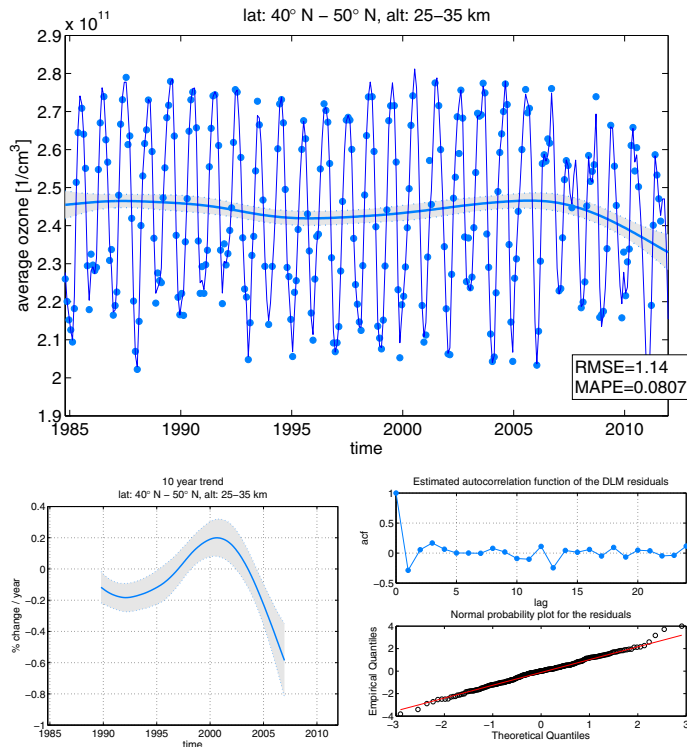 lat: 40° N − 50° N, alt: 25−35 km
x 10^11
2.9
2.8
2.7
2.6
2.5
2.4
2.3
2.2
2.1
2
1.9
average ozone [1/cm³]
RMSE=1.14
MAPE=0.0807
1985 1990 1995 2000 2005 2010
time
10 year trend
lat: 40° N − 50° N, alt: 25−35 km
0.4
0.2
0
−0.2
−0.4
−0.6
−0.8
−1
% change / year
1985 1990 1995 2000 2005 2010
time
Estimated autocorrelation function of the DLM residuals
1
0.5
0
−0.5
acf
0 5 10 15 20
lag
Normal probability plot for the residuals
4
2
0
−2
−4
Empirical Quantiles
−3 −2 −1 0 1 2 3
Theoretical Quantiles